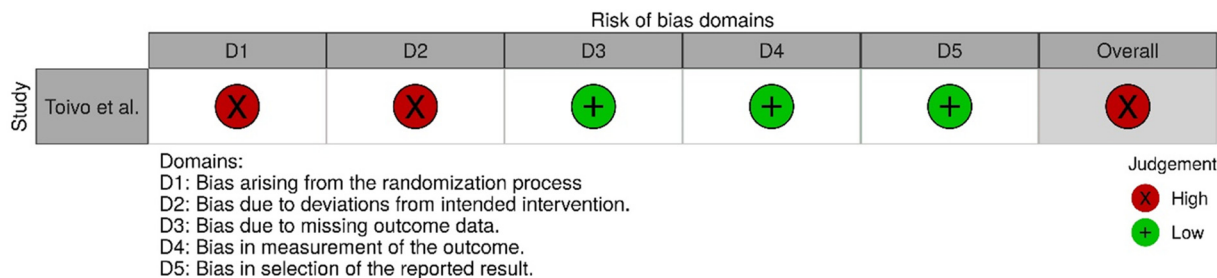 Risk of bias domains
D1 D2 D3 D4 D5 Overall
Study
Toivo et al. X X + + + X
Domains:
D1: Bias arising from the randomization process
D2: Bias due to deviations from intended intervention.
D3: Bias due to missing outcome data.
D4: Bias in measurement of the outcome.
D5: Bias in selection of the reported result.
Judgement
X High
+ Low